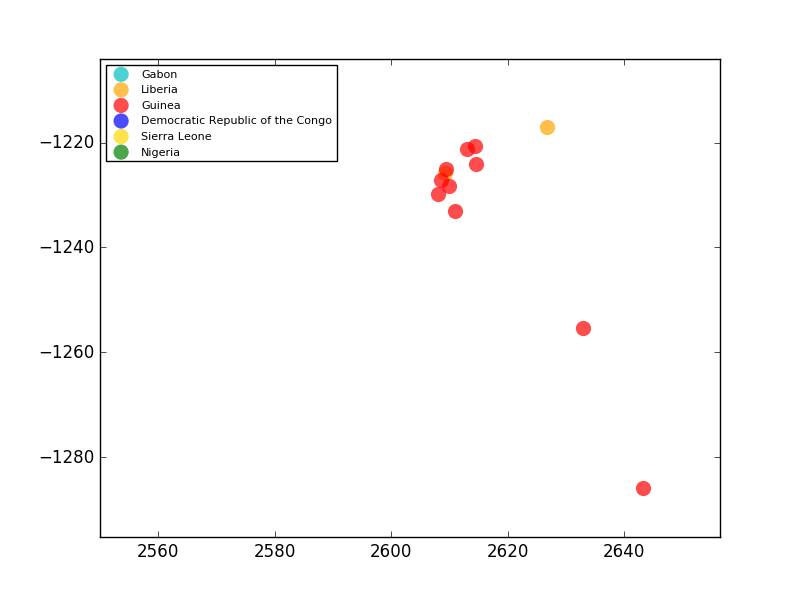 Gabon
Liberia
Guinea
Democratic Republic of the Congo
Sierra Leone
Nigeria
−1220
−1240
−1260
−1280
2560 2580 2600 2620 2640